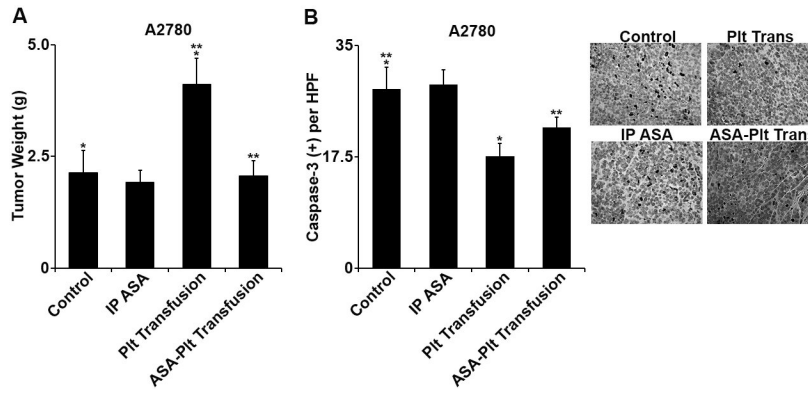 A
A2780
Tumor Weight (g)
5.0
2.5
0
*
**
*
**
Control
IP ASA
Plt Transfusion
ASA-Plt Transfusion
B
A2780
Caspase-3 (+) per HPF
35
17.5
0
**
*
*
**
Control
IP ASA
Plt Transfusion
ASA-Plt Transfusion
Control
Plt Trans
IP ASA
ASA-Plt Trans